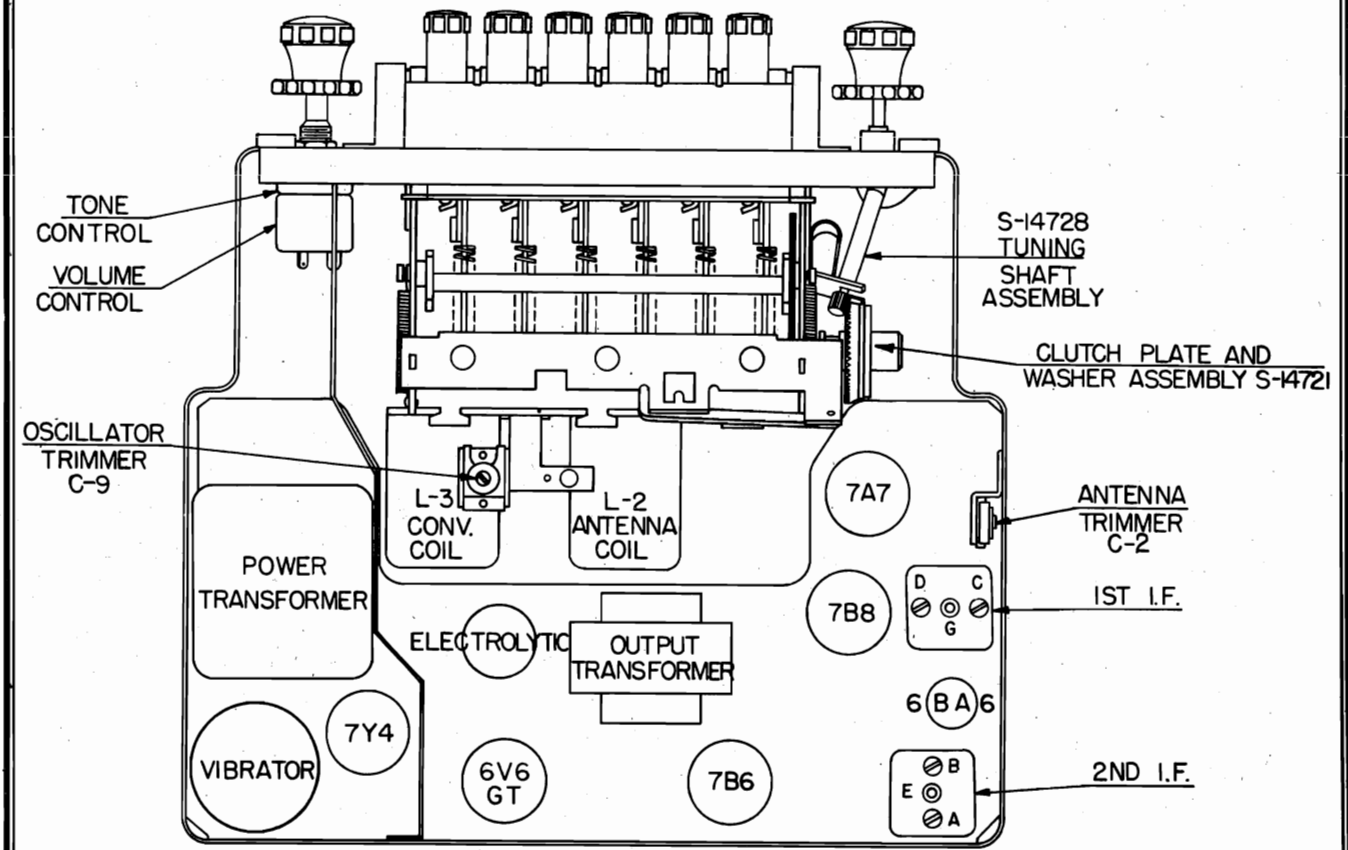 TONE
CONTROL
VOLUME
CONTROL
S-14728
TUNING
SHAFT
ASSEMBLY
CLUTCH PLATE AND
WASHER ASSEMBLY S-14721
OSCILLATOR
TRIMMER
C-9
L-3
CONV.
COIL
L-2
ANTENNA
COIL
7A7
ANTENNA
TRIMMER
C-2
POWER
TRANSFORMER
ELECTROLYTIC
OUTPUT
TRANSFORMER
7B8
D C
G
1ST I.F.
6BA6
VIBRATOR
7Y4
6V6
GT
7B6
B
E
A
2ND I.F.